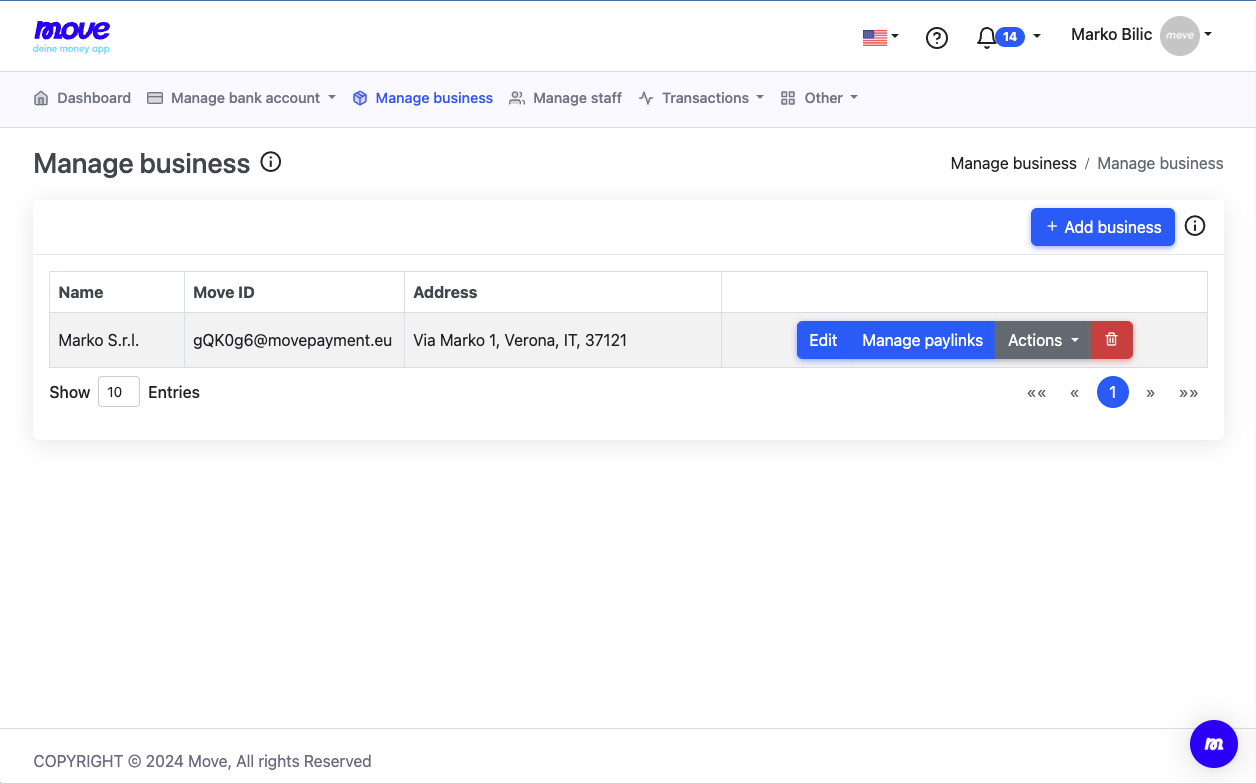 move
deine money app
14
Marko Bilic
move
Dashboard
Manage bank account
Manage business
Manage staff
Transactions
Other
Manage business
Manage business / Manage business
+ Add business
Name Move ID Address
Marko S.r.l. gQK0g6@movepayment.eu Via Marko 1, Verona, IT, 37121 Edit Manage paylinks Actions
Show 10 Entries
«« « 1 » »»
COPYRIGHT © 2024 Move, All rights Reserved
m